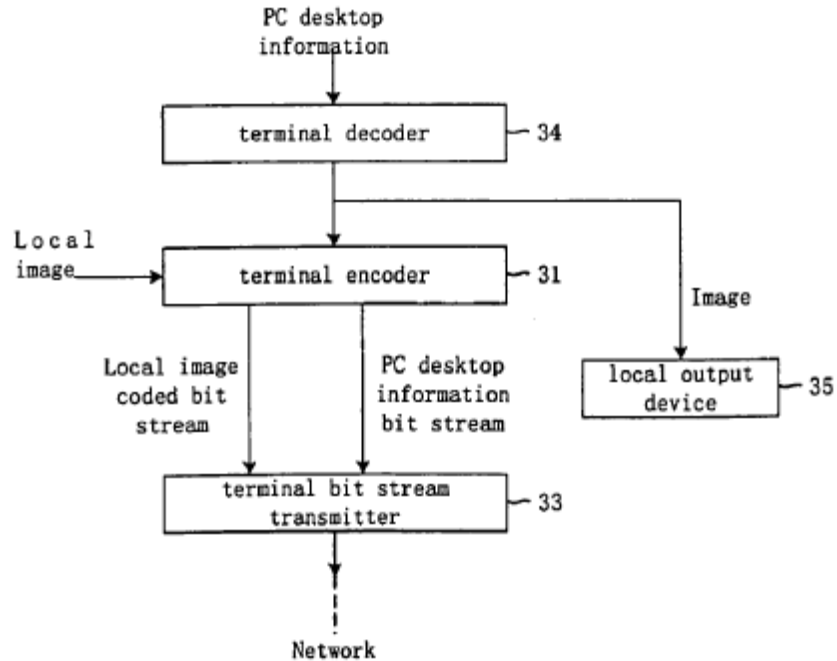 PC desktop
information
terminal decoder
34
Local
image
terminal encoder
31
Image
Local image
coded bit
stream
PC desktop
information
bit stream
local output
device
35
terminal bit stream
transmitter
33
Network